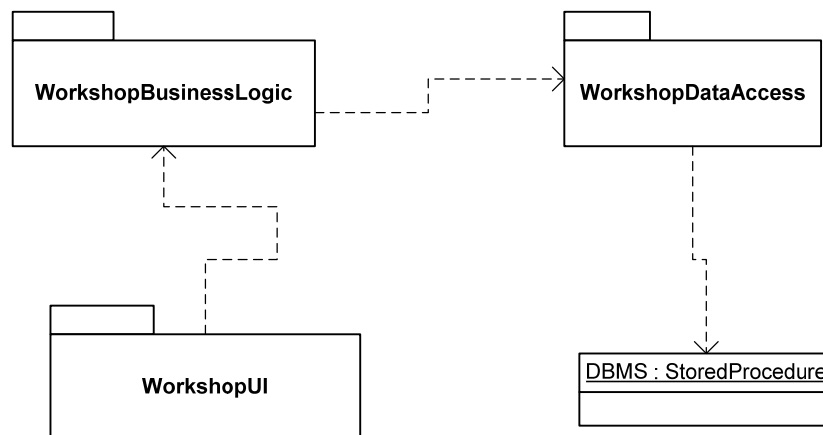 WorkshopBusinessLogic
WorkshopDataAccess
WorkshopUI
DBMS : StoredProcedure